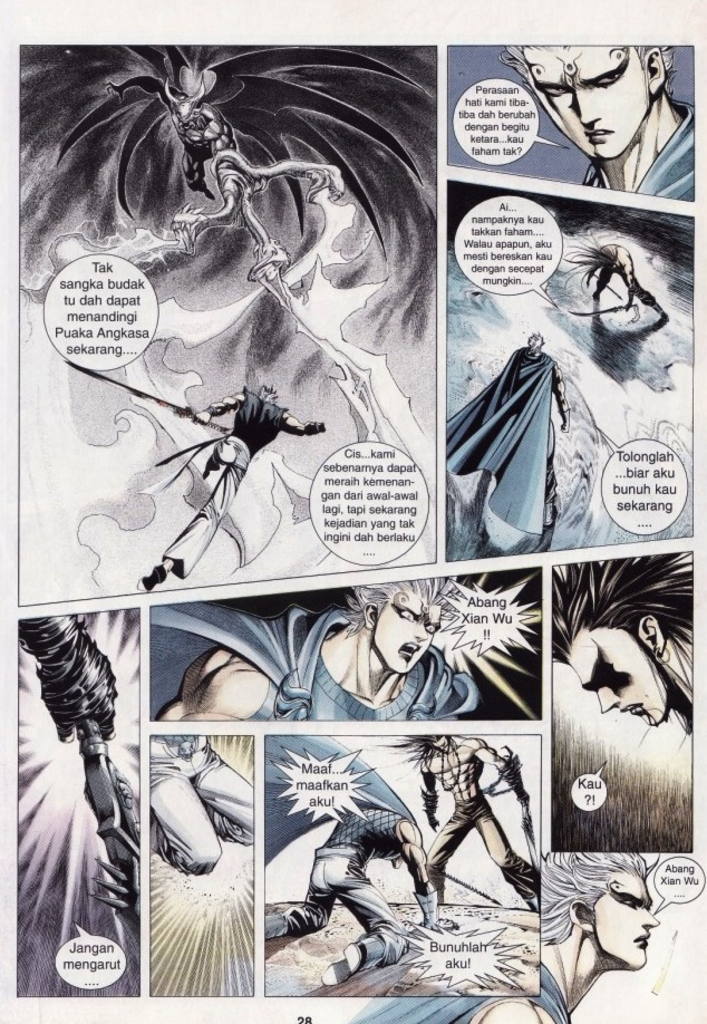 Tak
sangka budak
tu dah dapat
menandingi
Puaka Angkasa
sekarang....
Cis...kami
sebenarnya dapat
meraih kemenang-
gan dari awal-awal
lagi, tapi sekarang
kejadian yang tak
ingini dah berlaku
....
Perasaan
hati kami tiba-
tiba dah berubah
dengan begitu
ketara...kau
faham tak?
Ai...
nampaknya kau
takkan faham....
Walau apapun, aku
mesti bereskan kau
dengan secepat
mungkin....
Tolonglah
...biar aku
bunuh kau
sekarang
....
Jangan
mengarut
....
Abang
Xian Wu
!!
Maaf...
maafkan
aku!
Bunuhlah
aku!
Kau
?!
Abang
Xian Wu
....
28